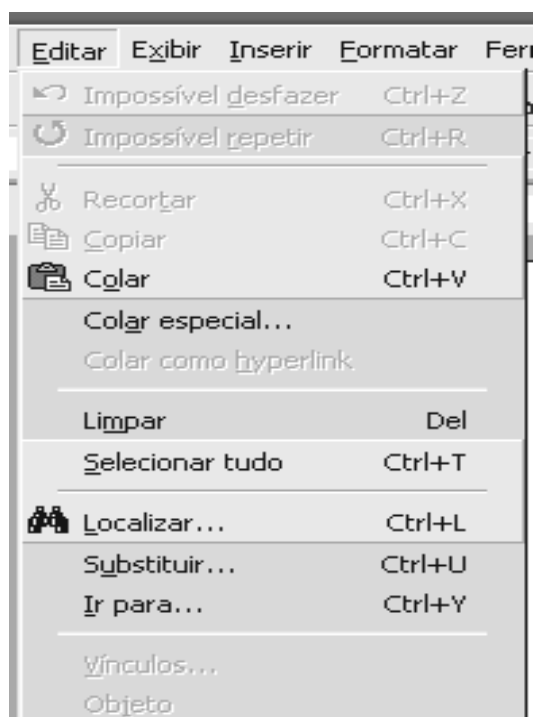 Editar Exibir Inserir Formatar
Impossível desfazer Ctrl+Z
Impossível repetir Ctrl+R
Recortar Ctrl+X
Copiar Ctrl+C
Colar Ctrl+V
Colar especial...
Colar como hyperlink
Limpar Del
Selecionar tudo Ctrl+T
Localizar... Ctrl+L
Substituir... Ctrl+U
Ir para... Ctrl+Y
Vínculos...
Objeto